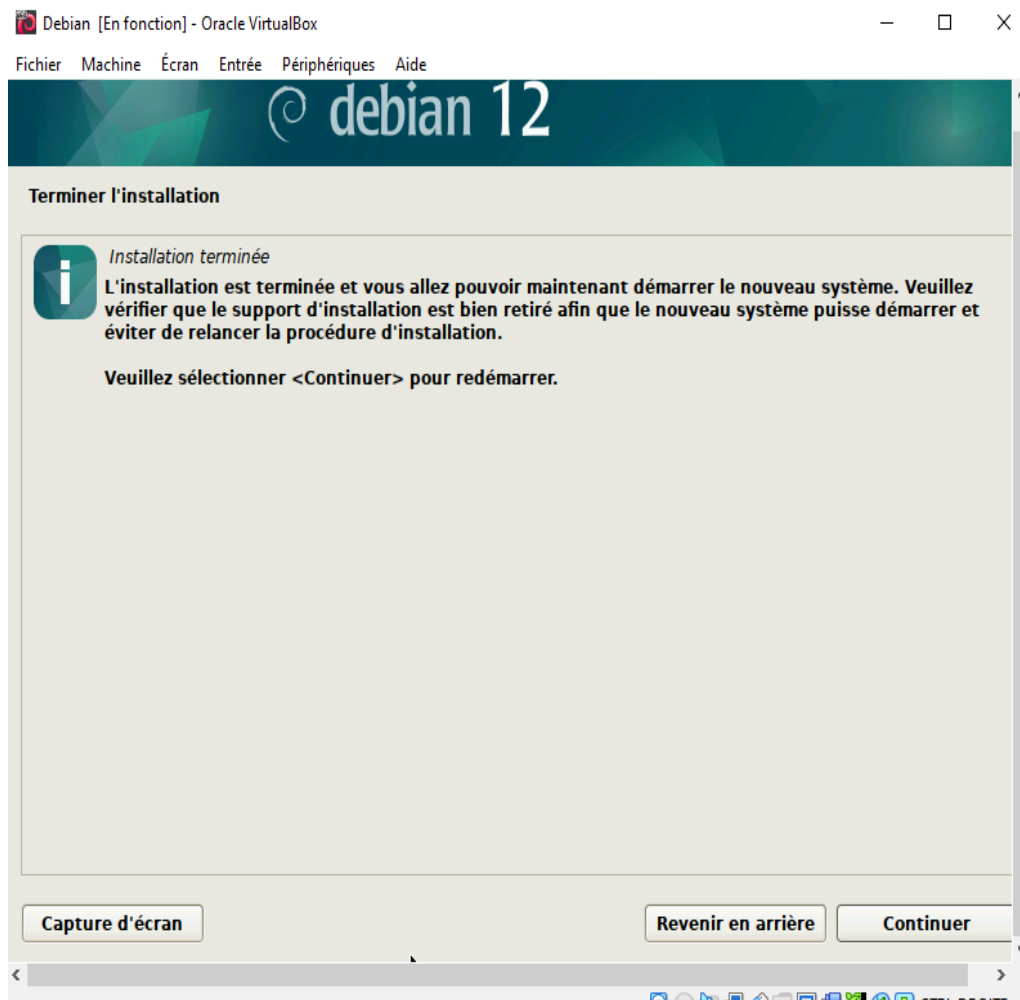 Debian [En fonction] - Oracle VirtualBox
Fichier Machine Écran Entrée Périphériques Aide
debian 12
Terminer l'installation
Installation terminée
L'installation est terminée et vous allez pouvoir maintenant démarrer le nouveau système. Veuillez
vérifier que le support d'installation est bien retiré afin que le nouveau système puisse démarrer et
éviter de relancer la procédure d'installation.
Veuillez sélectionner <Continuer> pour redémarrer.
Capture d'écran
Revenir en arrière
Continuer
CTRL DROITE